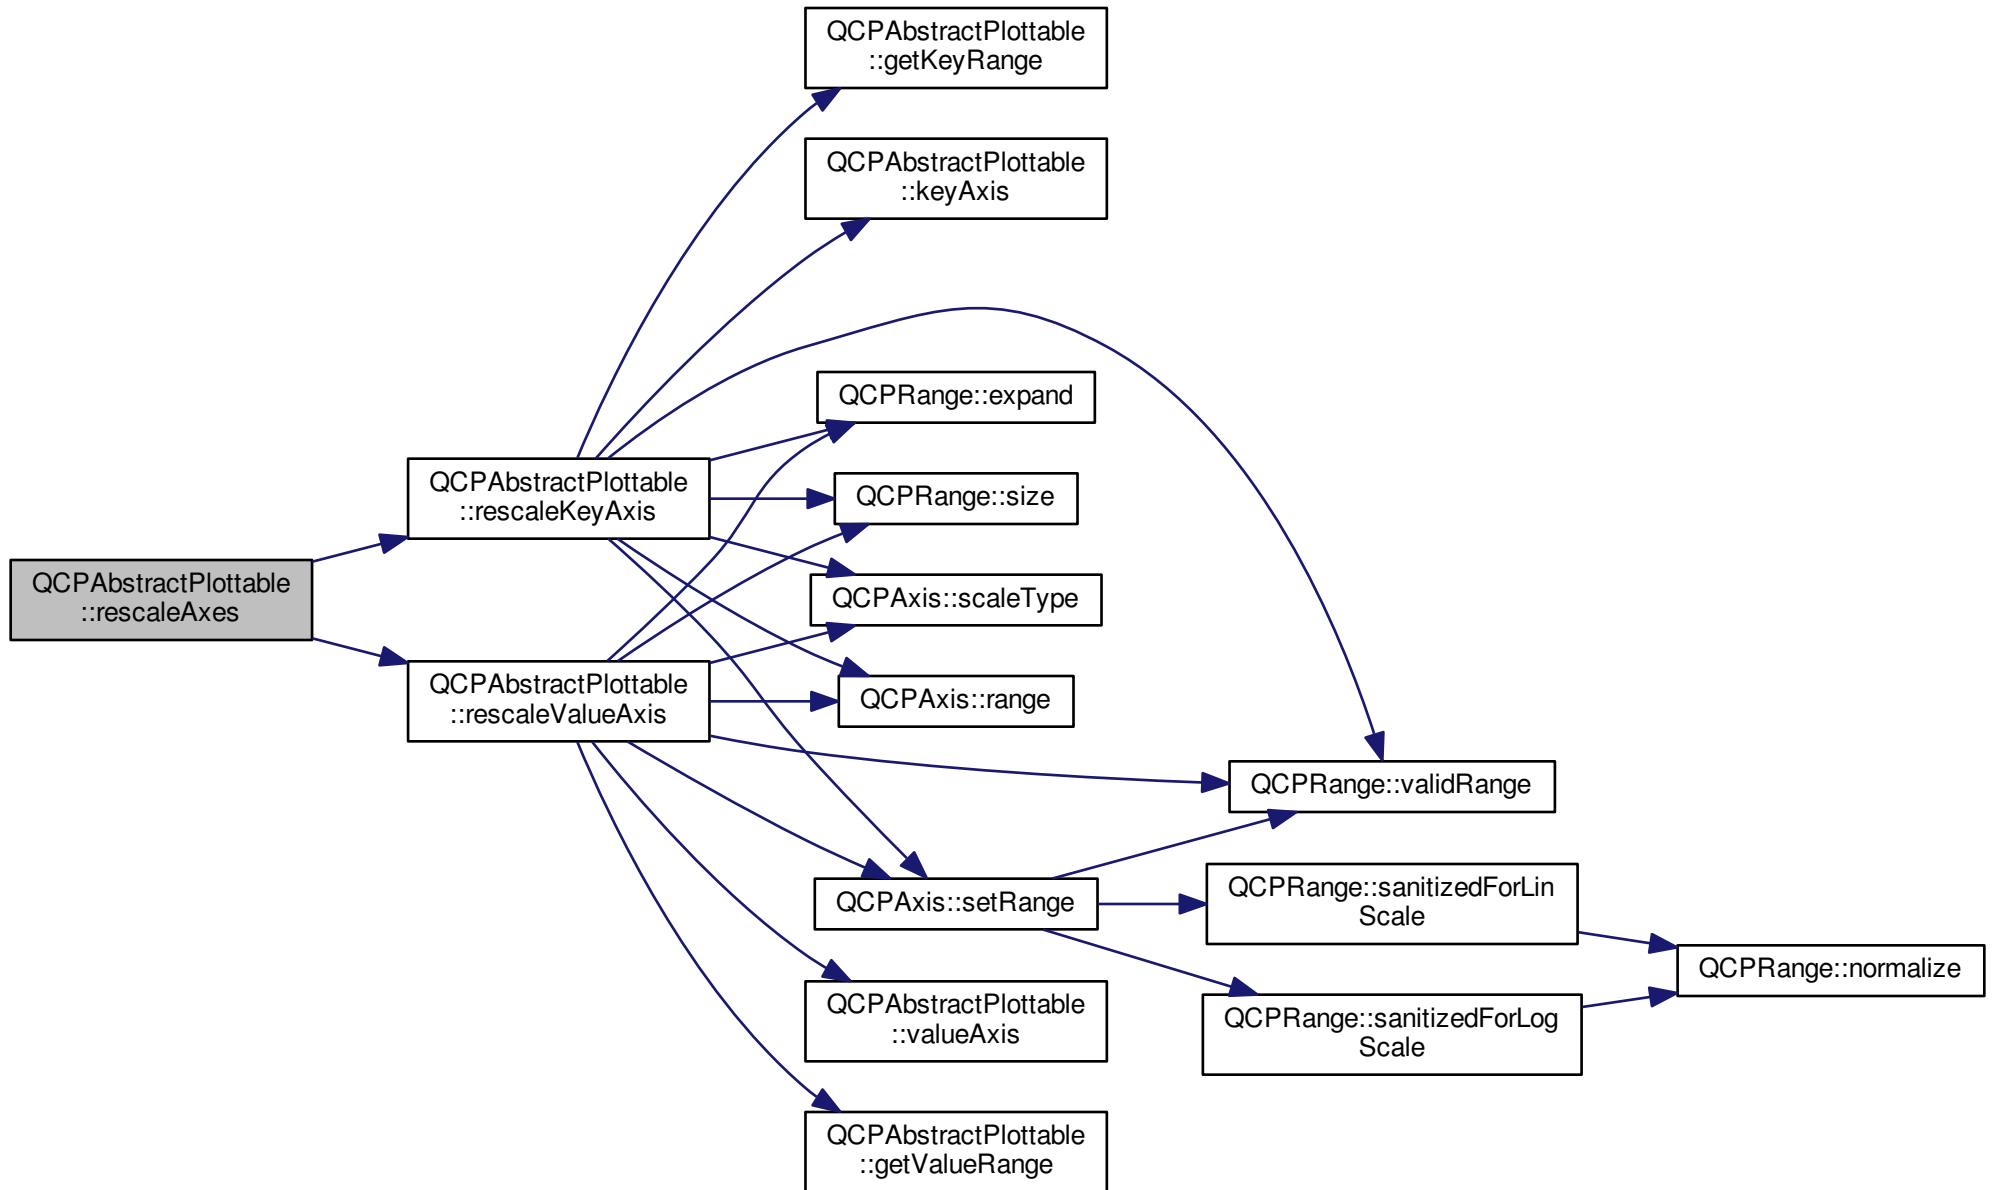 QCPAbstractPlottable
::getKeyRange
QCPAbstractPlottable
::keyAxis
QCPRange::expand
QCPAbstractPlottable
::rescaleKeyAxis
QCPRange::size
QCPAbstractPlottable
::rescaleAxes
QCPAxis::scaleType
QCPAbstractPlottable
::rescaleValueAxis
QCPAxis::range
QCPRange::validRange
QCPAxis::setRange
QCPRange::sanitizedForLin
Scale
QCPRange::normalize
QCPRange::sanitizedForLog
Scale
QCPAbstractPlottable
::valueAxis
QCPAbstractPlottable
::getValueRange